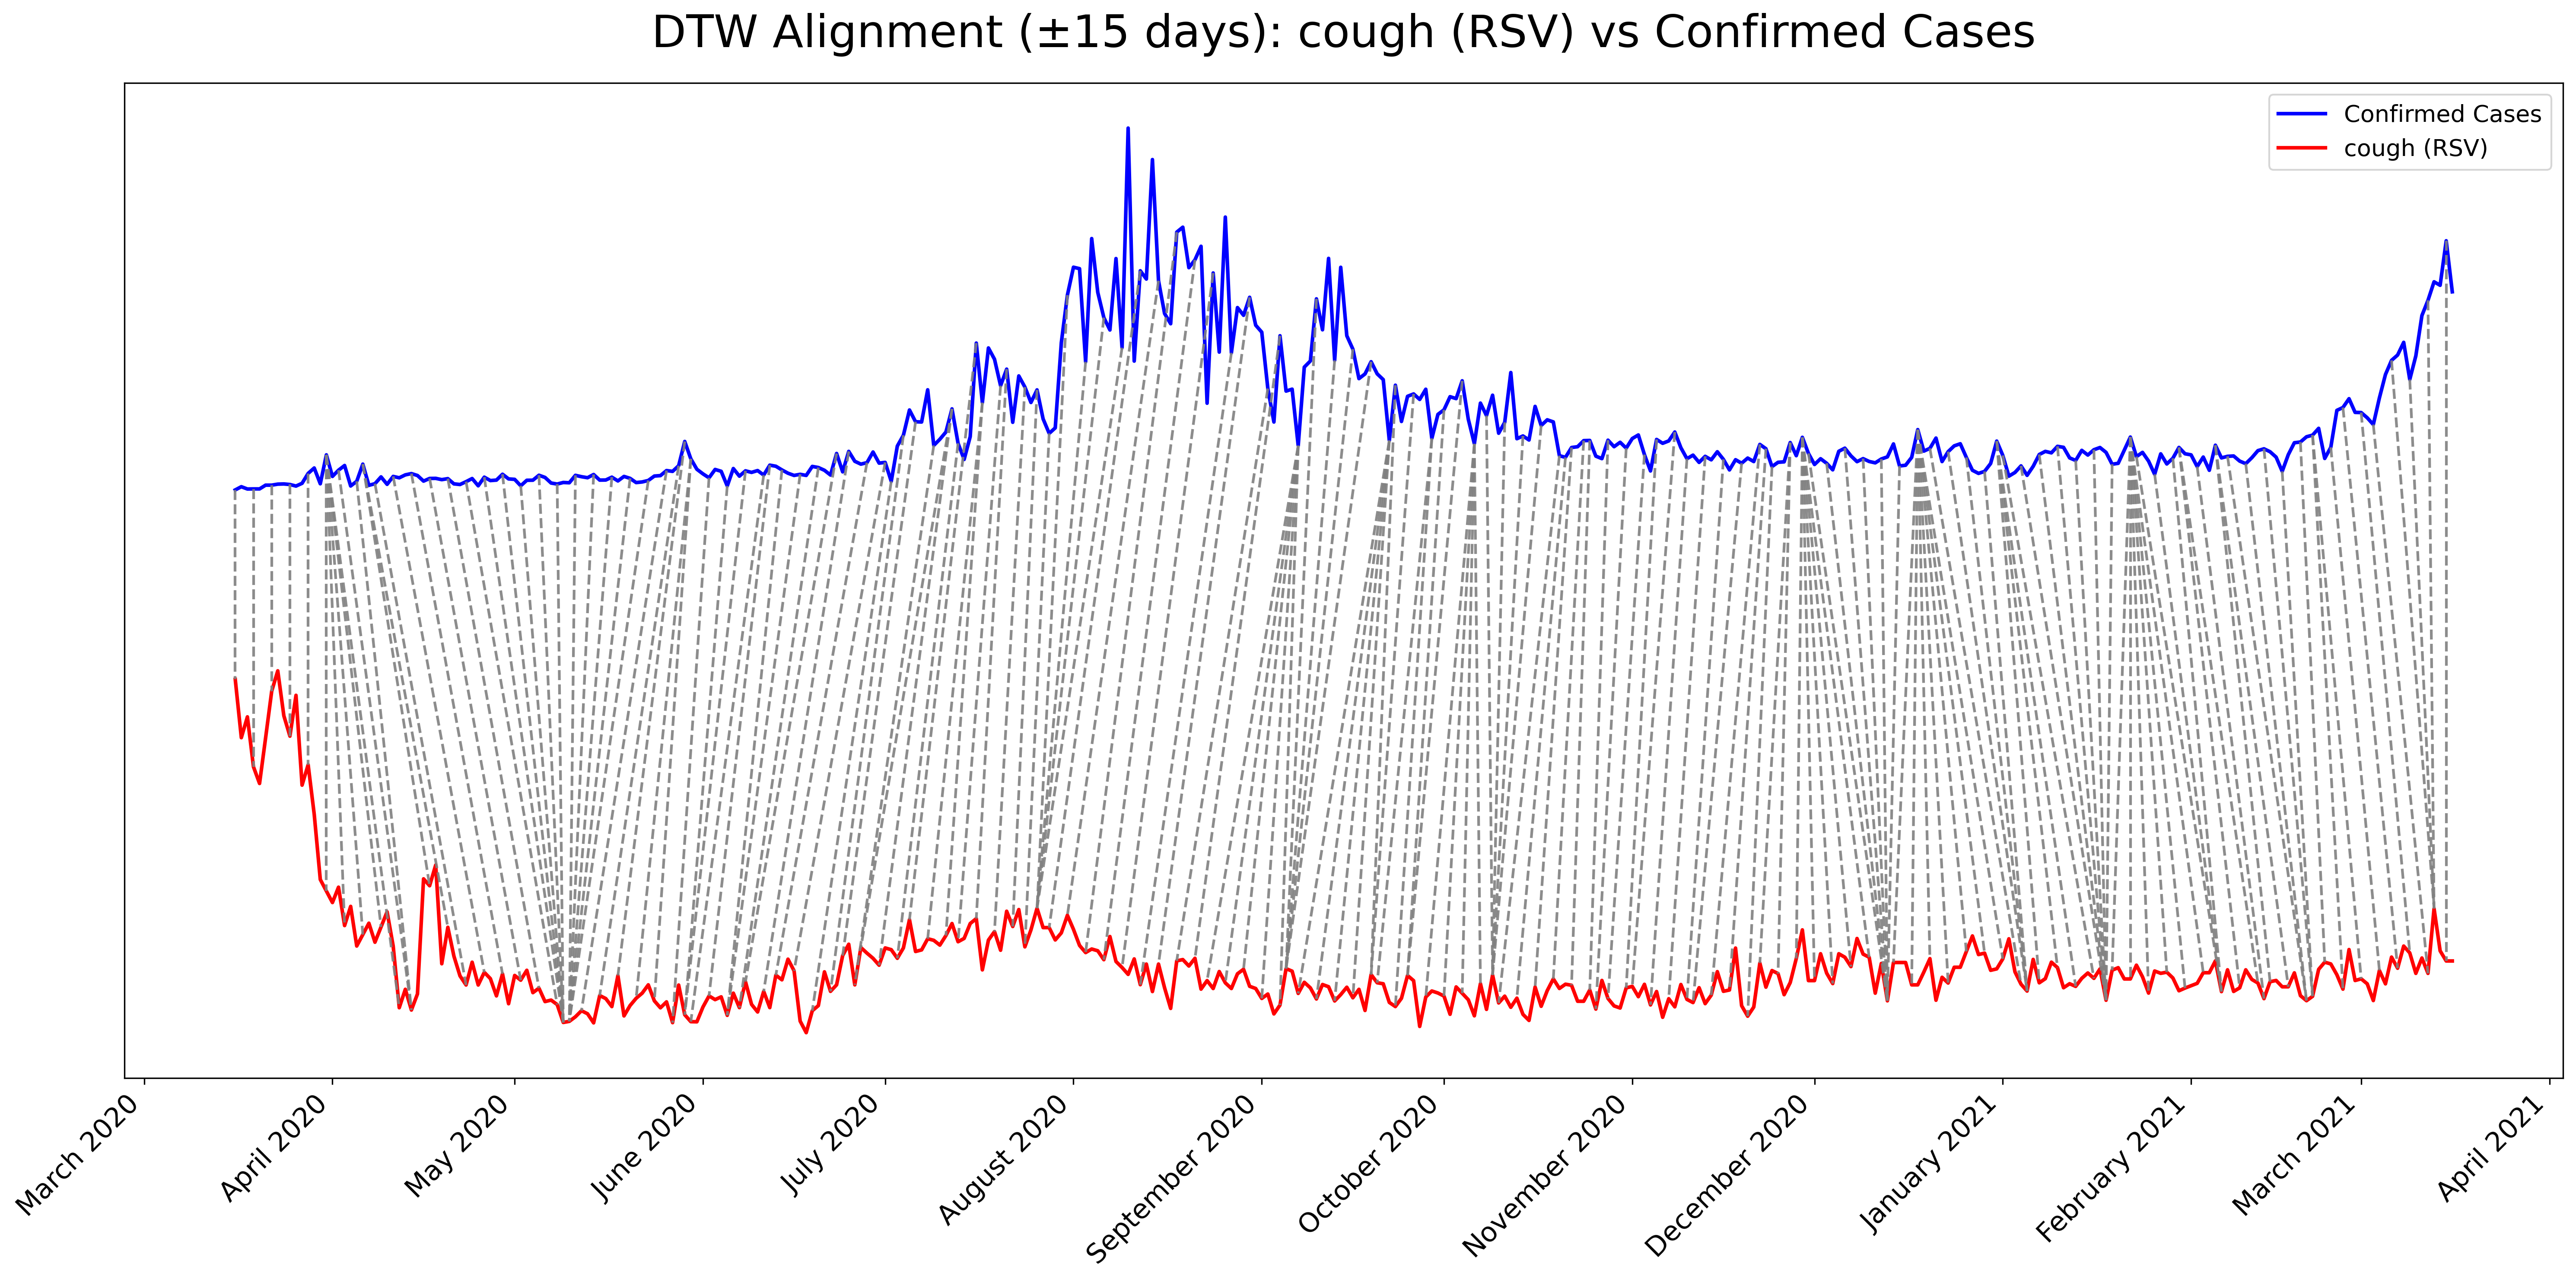 DTW Alignment (±15 days): cough (RSV) vs Confirmed Cases
Confirmed Cases
cough (RSV)
March 2020
April 2020
May 2020
June 2020
July 2020
August 2020
September 2020
October 2020
November 2020
December 2020
January 2021
February 2021
March 2021
April 2021